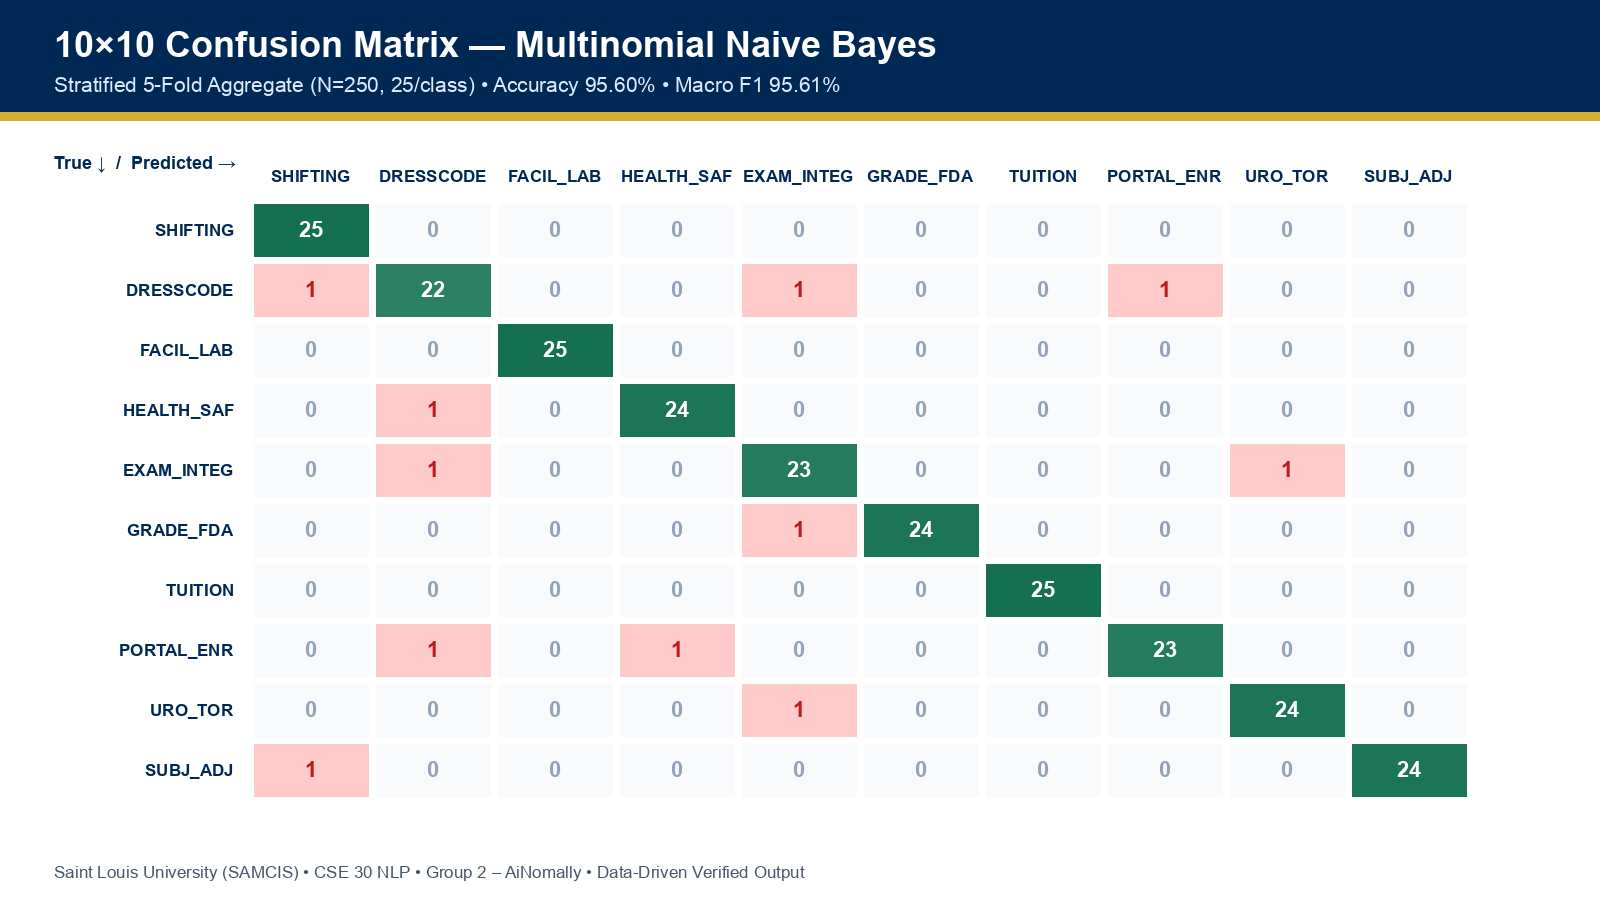 10×10 Confusion Matrix — Multinomial Naive Bayes
Stratified 5-Fold Aggregate (N=250, 25/class) • Accuracy 95.60% • Macro F1 95.61%
True ↓ / Predicted →
SHIFTING DRESSCODE FACIL_LAB HEALTH_SAF EXAM_INTEG GRADE_FDA TUITION PORTAL_ENR URO_TOR SUBJ_ADJ
SHIFTING 25 0 0 0 0 0 0 0 0 0
DRESSCODE 1 22 0 0 1 0 0 1 0 0
FACIL_LAB 0 0 25 0 0 0 0 0 0 0
HEALTH_SAF 0 1 0 24 0 0 0 0 0 0
EXAM_INTEG 0 1 0 0 23 0 0 0 1 0
GRADE_FDA 0 0 0 0 1 24 0 0 0 0
TUITION 0 0 0 0 0 0 25 0 0 0
PORTAL_ENR 0 1 0 1 0 0 0 23 0 0
URO_TOR 0 0 0 0 1 0 0 0 24 0
SUBJ_ADJ 1 0 0 0 0 0 0 0 0 24
Saint Louis University (SAMCIS) • CSE 30 NLP • Group 2 – AiNomally • Data-Driven Verified Output